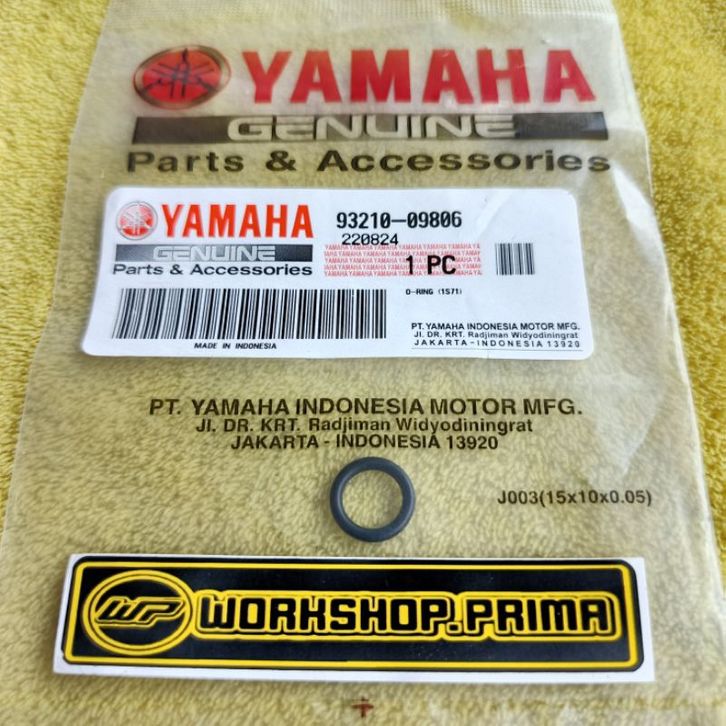 YAMAHA
GENUINE
Parts & Accessories
YAMAHA
GENUINE
Parts & Accessories
93210-09806
220824
1 PC
O-RING (1S71)
MADE IN INDONESIA
PT. YAMAHA INDONESIA MOTOR MFG.
Jl. DR. KRT. Radjiman Widyodiningrat
JAKARTA - INDONESIA 13920
PT. YAMAHA INDONESIA MOTOR MFG.
Jl. DR. KRT. Radjiman Widyodiningrat
JAKARTA - INDONESIA 13920
J003(15x10x0.05)
WP WORKSHOP.PRIMA